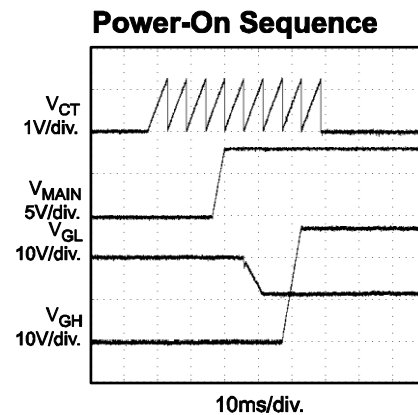 Power-On Sequence
VCT
1V/div.
VMAIN
5V/div.
VGL
10V/div.
VGH
10V/div.
10ms/div.